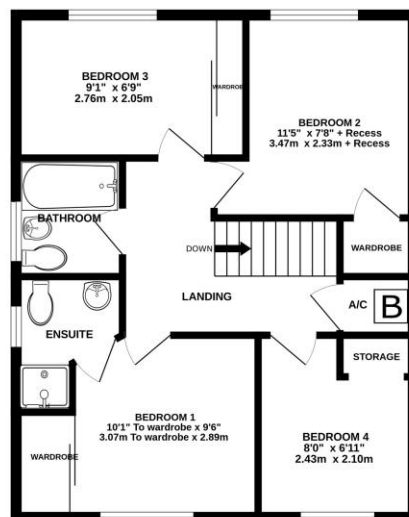 BEDROOM 3
9'1" x 6'9"
2.76m x 2.05m
WARDROBE
BEDROOM 2
11'5" x 7'8" + Recess
3.47m x 2.33m + Recess
BATHROOM
DOWN
WARDROBE
LANDING
A/C
B
ENSUITE
STORAGE
BEDROOM 1
10'1" To wardrobe x 9'6"
3.07m To wardrobe x 2.89m
BEDROOM 4
8'0" x 6'11"
2.43m x 2.10m
WARDROBE